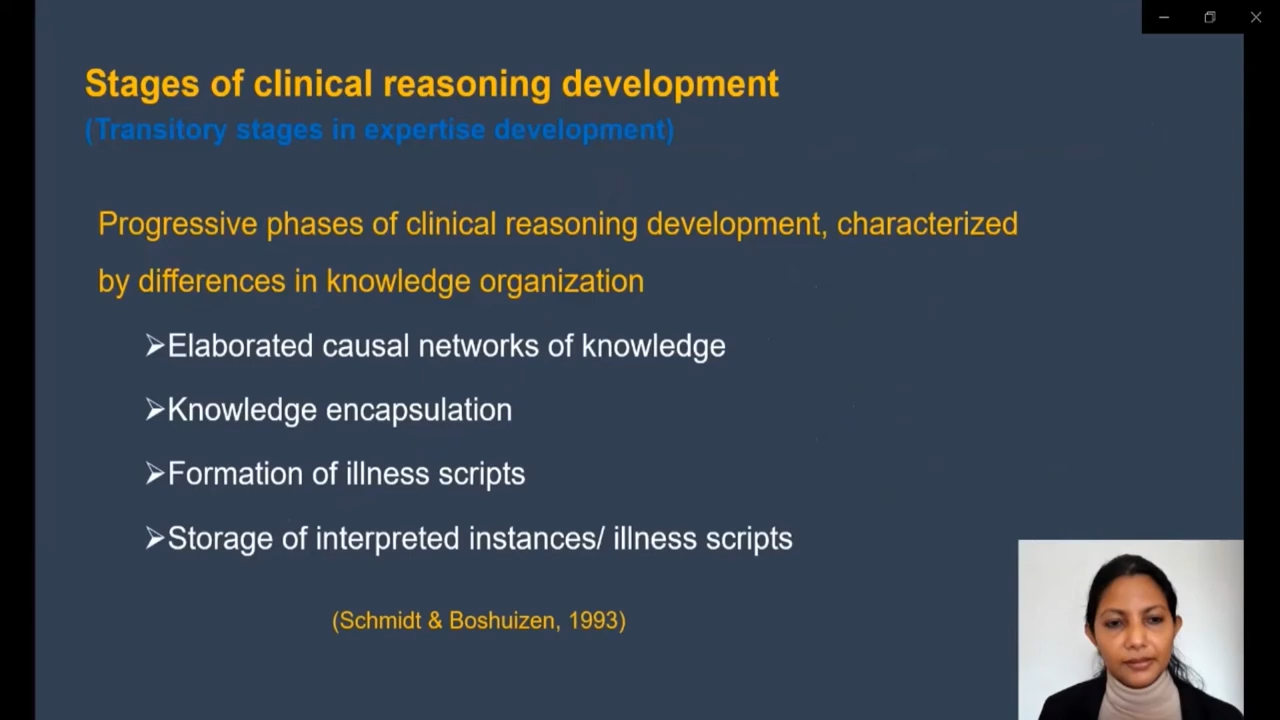 Stages of clinical reasoning development
(Transitory stages in expertise development)
Progressive phases of clinical reasoning development, characterized
by differences in knowledge organization
➢Elaborated causal networks of knowledge
➢Knowledge encapsulation
➢Formation of illness scripts
➢Storage of interpreted instances/ illness scripts
(Schmidt & Boshuizen, 1993)